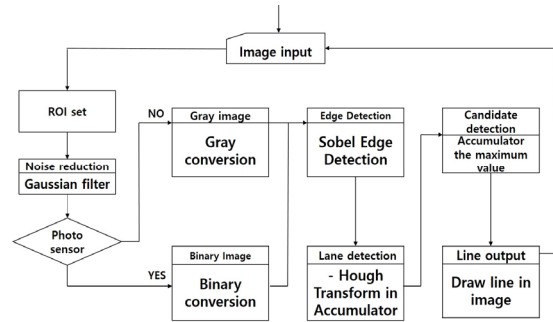 Image input
ROI set
Noise reduction
Gaussian filter
Photo
sensor
NO
YES
Gray image
Gray
conversion
Binary Image
Binary
conversion
Edge Detection
Sobel Edge
Detection
Lane detection
- Hough
Transform in
Accumulator
Candidate
detection
Accumulator
the maximum
value
Line output
Draw line in
image